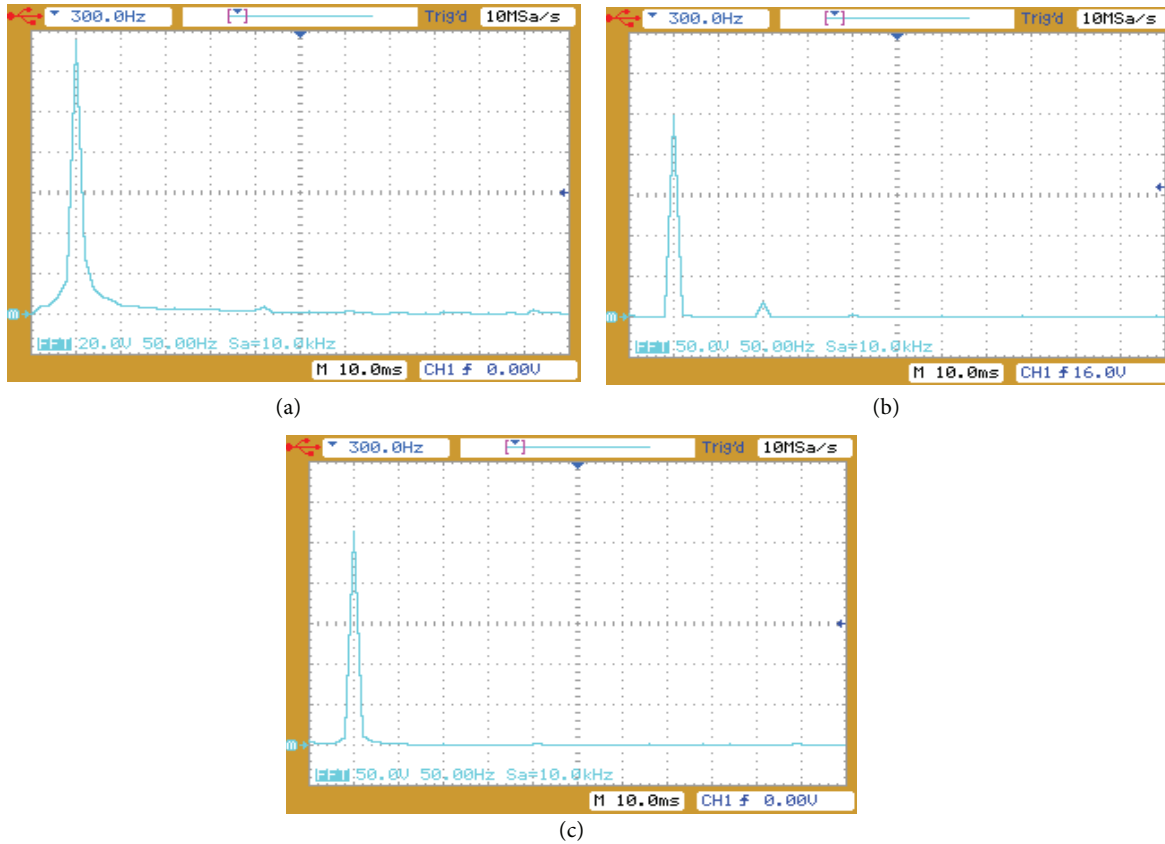 300.0Hz Trig'd 10MSa/s
FFT 20.0V 50.00Hz Sa=10.0kHz
M 10.0ms CH1 0.00V
(a)
300.0Hz Trig'd 10MSa/s
FFT 50.0V 50.00Hz Sa=10.0kHz
M 10.0ms CH1 16.0V
(b)
300.0Hz Trig'd 10MSa/s
FFT 50.0V 50.00Hz Sa=10.0kHz
M 10.0ms CH1 0.00V
(c)